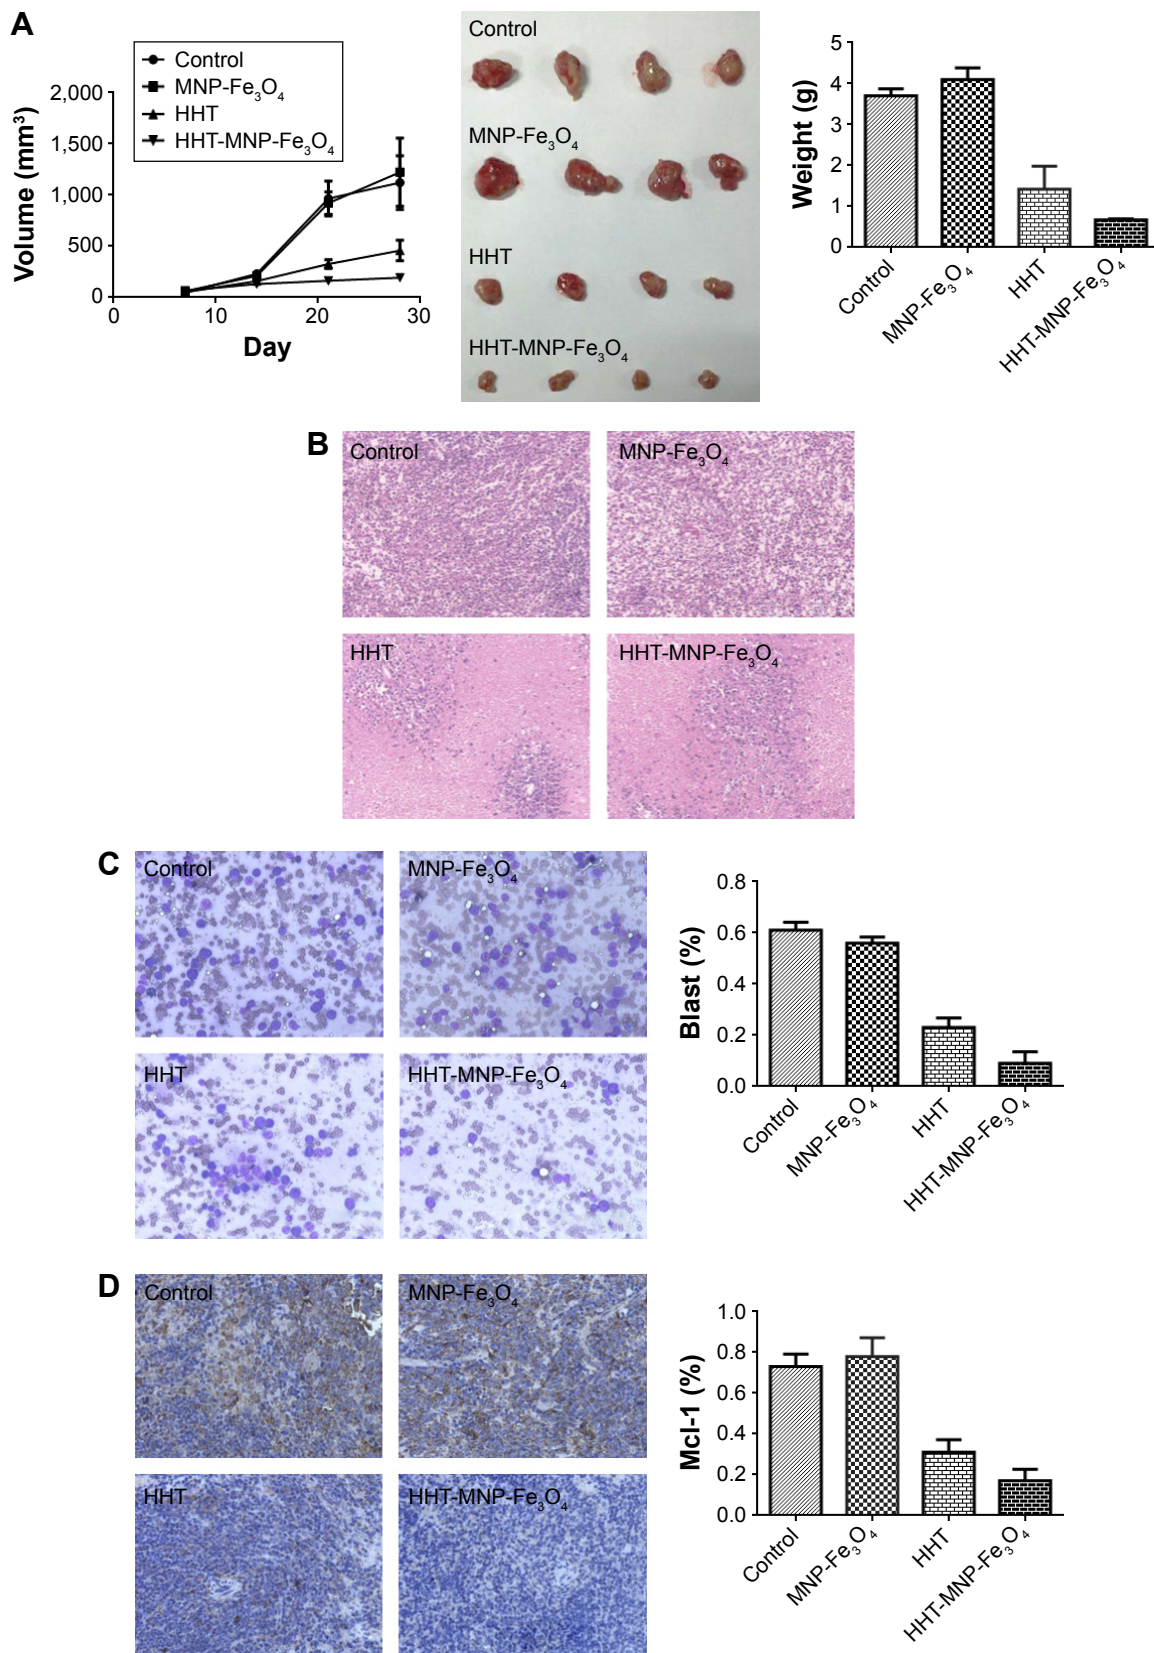 A
Control
MNP-Fe3O4
HHT
HHT-MNP-Fe3O4
2,000
1,500
1,000
500
0
Volume (mm³)
0
10
20
30
Day
Control
MNP-Fe3O4
HHT
HHT-MNP-Fe3O4
5
4
3
2
1
0
Weight (g)
Control
MNP-Fe3O4
HHT
HHT-MNP-Fe3O4
B
Control
MNP-Fe3O4
HHT
HHT-MNP-Fe3O4
C
Control
MNP-Fe3O4
HHT
HHT-MNP-Fe3O4
0.8
0.6
0.4
0.2
0.0
Blast (%)
Control
MNP-Fe3O4
HHT
HHT-MNP-Fe3O4
D
Control
MNP-Fe3O4
HHT
HHT-MNP-Fe3O4
1.0
0.8
0.6
0.4
0.2
0.0
Mcl-1 (%)
Control
MNP-Fe3O4
HHT
HHT-MNP-Fe3O4